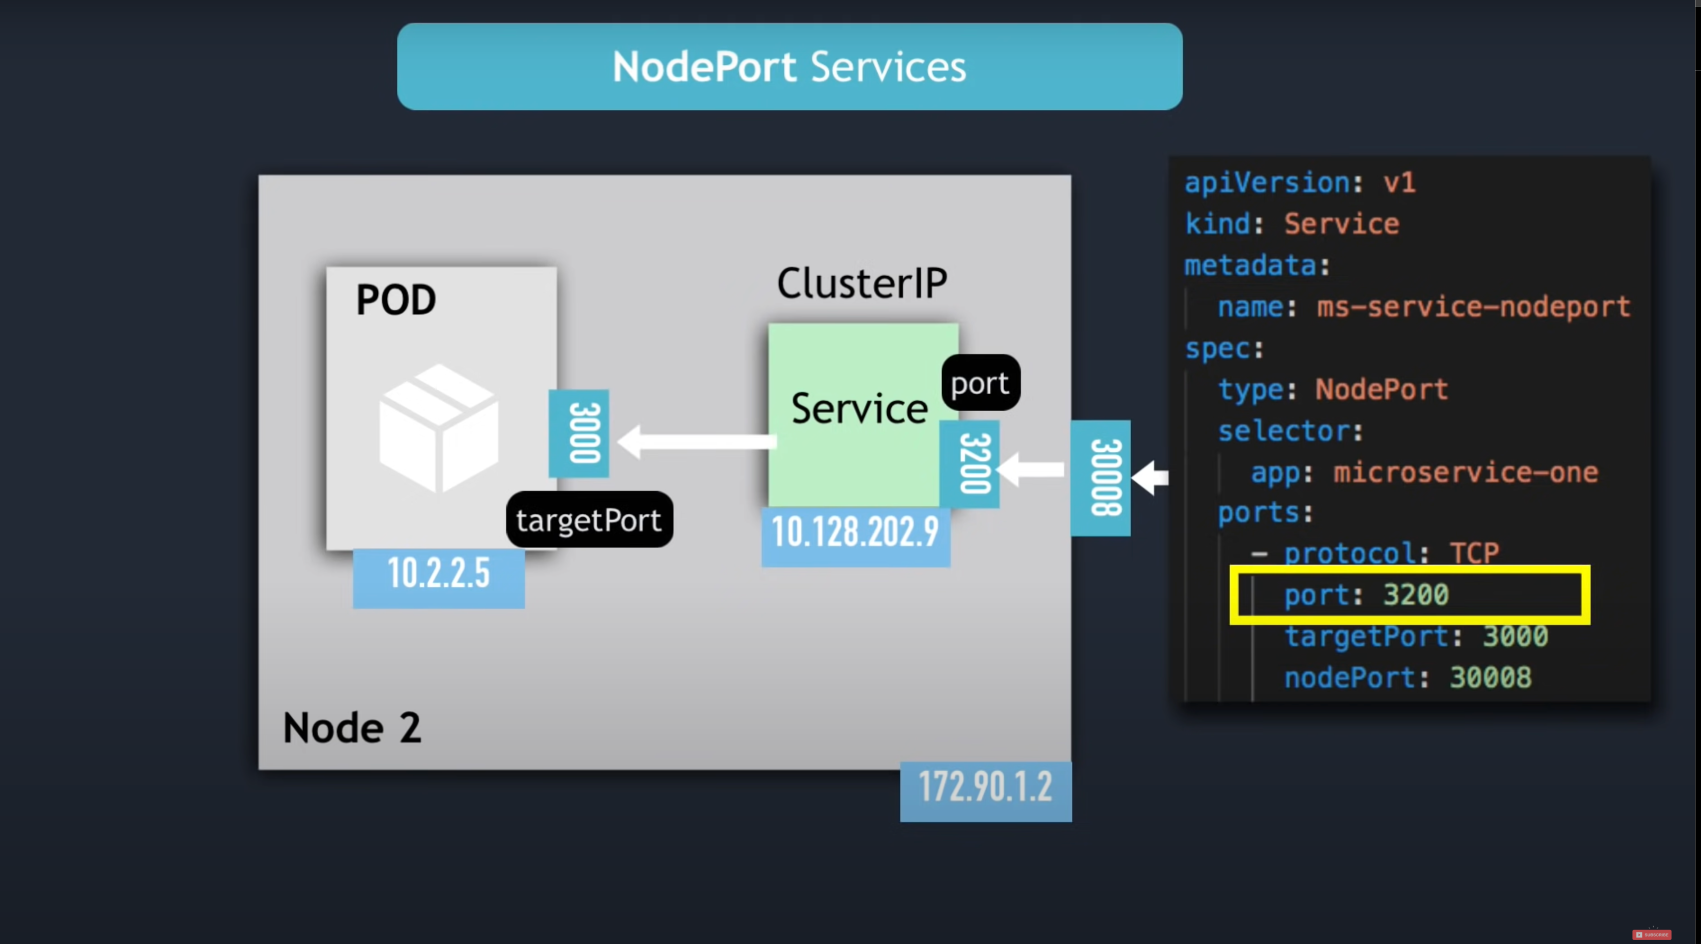 NodePort Services
POD
3000
targetPort
10.2.2.5
ClusterIP
Service
port
3200
10.128.202.9
30008
Node 2
172.90.1.2
apiVersion: v1
kind: Service
metadata:
name: ms-service-nodeport
spec:
type: NodePort
selector:
app: microservice-one
ports:
- protocol: TCP
port: 3200
targetPort: 3000
nodePort: 30008
SUBSCRIBE